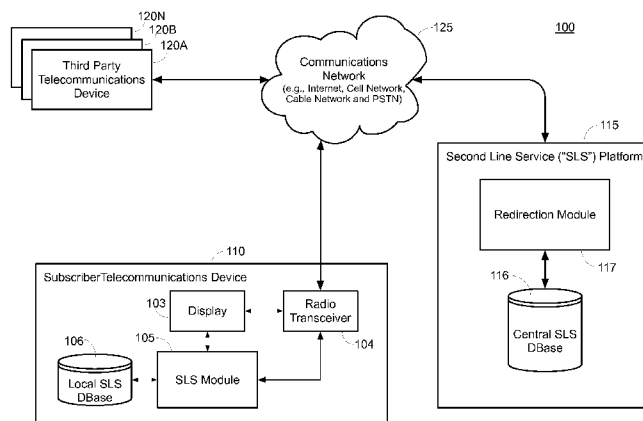 120N
120B
120A
Third Party
Telecommunications
Device
125
Communications
Network
(e.g., Internet, Cell Network,
Cable Network and PSTN)
100
115
Second Line Service ("SLS") Platform
Redirection Module
117
116
Central SLS
DBase
110
SubscriberTelecommunications Device
103
Display
Radio
Transceiver
104
105
106
SLS Module
Local SLS
DBase